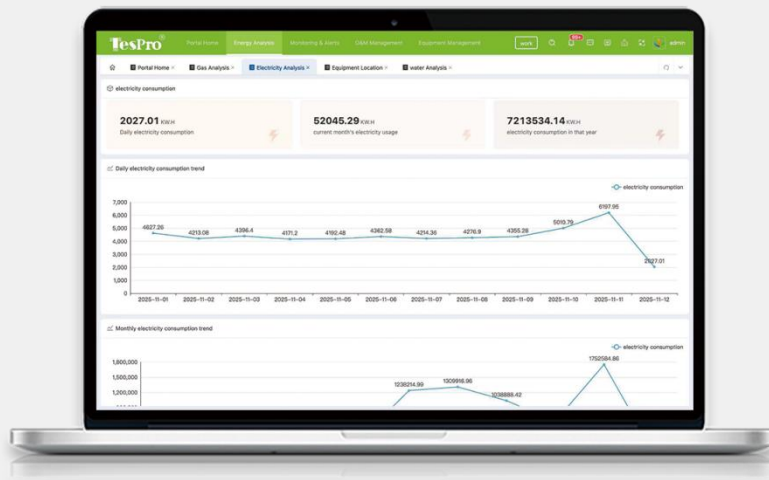 TesPro®
Portal Home Energy Analysis Monitoring & Alerts O&M Management Equipment Management work 99+ admin
Portal Home × Gas Analysis × Electricity Analysis × Equipment Location × water Analysis ×
electricity consumption
2027.01 KW.H
Daily electricity consumption
52045.29 KW.H
current month's electricity usage
7213534.14 KW.H
electricity consumption in that year
Daily electricity consumption trend
electricity consumption
7,000
6,000
5,000
4,000
3,000
2,000
1,000
0
4627.26 4213.08 4396.4 4171.2 4192.48 4362.58 4214.36 4276.9 4355.28 5019.79 6197.95 2027.01
2025-11-01 2025-11-02 2025-11-03 2025-11-04 2025-11-05 2025-11-06 2025-11-07 2025-11-08 2025-11-09 2025-11-10 2025-11-11 2025-11-12
Monthly electricity consumption trend
electricity consumption
1,800,000
1,500,000
1,200,000
1238214.99 1309916.96 1036886.42 1752584.86